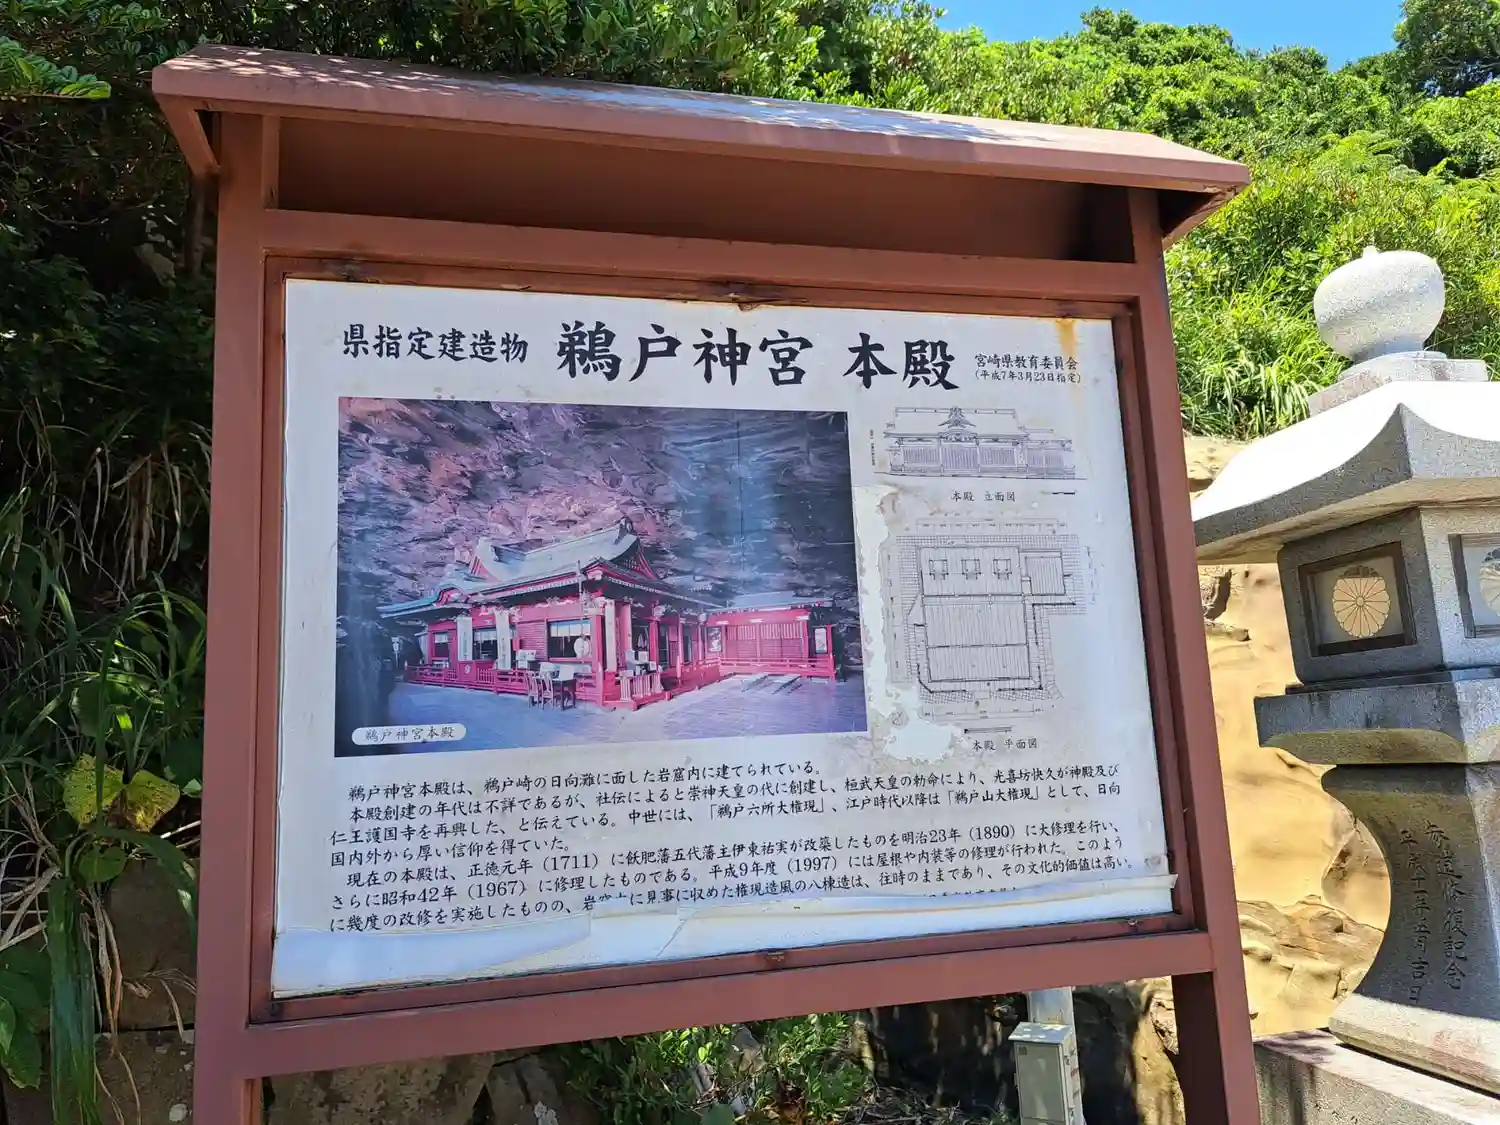 県指定建造物 鵜戸神宮 本殿 宮崎県教育委員会
（平成7年3月23日指定）
本殿 立面図
本殿 平面図
鵜戸神宮本殿
鵜戸神宮本殿は、鵜戸崎の日向灘に面した岩窟内に建てられている。
本殿創建の年代は不詳であるが、社伝によると崇神天皇の代に創建し、桓武天皇の勅命により、光喜坊快久が神殿及び
仁王護国寺を再興した、と伝えている。中世には、「鵜戸六所大権現」、江戸時代以降は「鵜戸山大権現」として、日向
国内外から厚い信仰を得ていた。
現在の本殿は、正徳元年（1711）に飫肥藩五代藩主伊東祐実が改築したものを明治23年（1890）に大修理を行い、
さらに昭和42年（1967）に修理したものである。平成9年度（1997）には屋根や内装等の修理が行われた。このよう
に幾度の改修を実施したものの、岩窟内に見事に収めた権現造風の八棟造は、往時のままであり、その文化的価値は高い。
参道修復記念
平成十年五月吉日